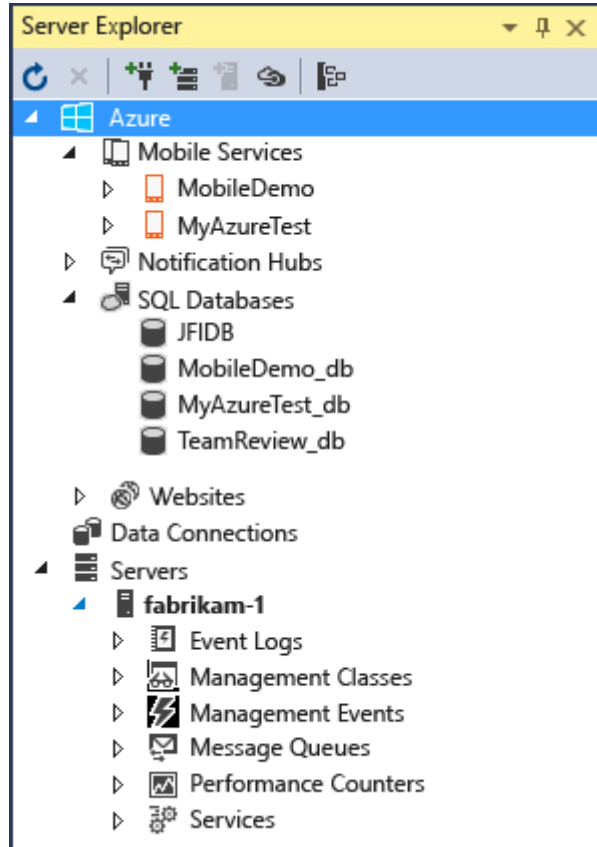 Server Explorer
Azure
Mobile Services
MobileDemo
MyAzureTest
Notification Hubs
SQL Databases
JFIDB
MobileDemo_db
MyAzureTest_db
TeamReview_db
Websites
Data Connections
Servers
fabrikam-1
Event Logs
Management Classes
Management Events
Message Queues
Performance Counters
Services